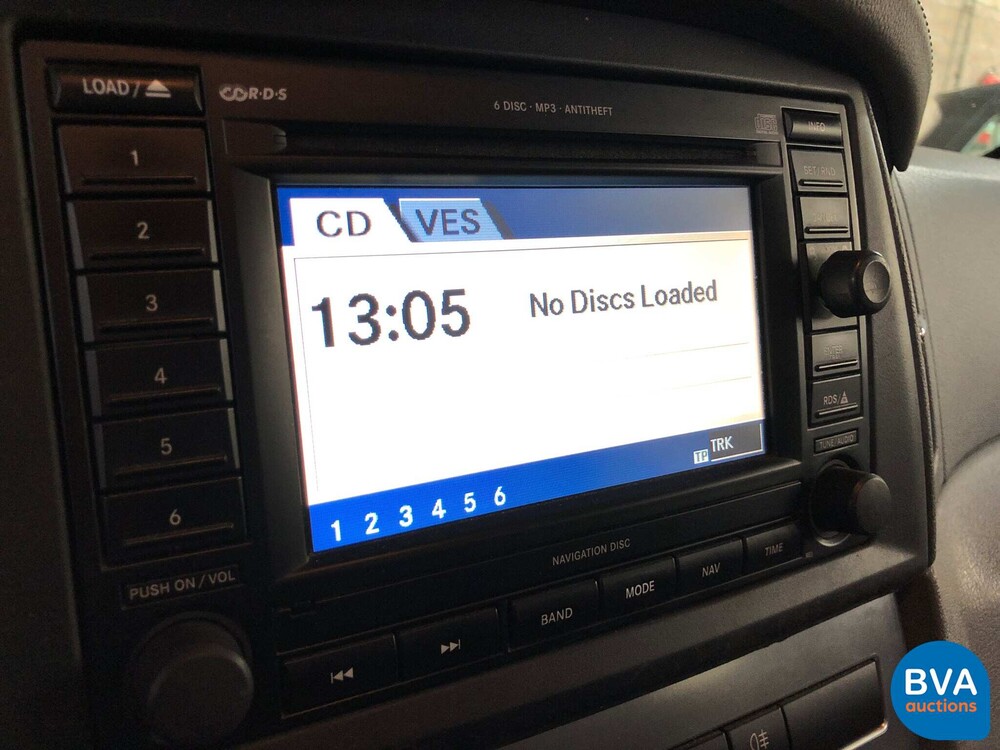 LOAD/
R·D·S
6 DISC · MP3 · ANTITHEFT
INFO
1
2
3
4
5
6
SET/RND
CD VES
13:05 No Discs Loaded
TP TRK
1 2 3 4 5 6
RDS/
TUNE/AUDIO
PUSH ON / VOL
NAVIGATION DISC
BAND
MODE
NAV
TIME
BVA
auctions